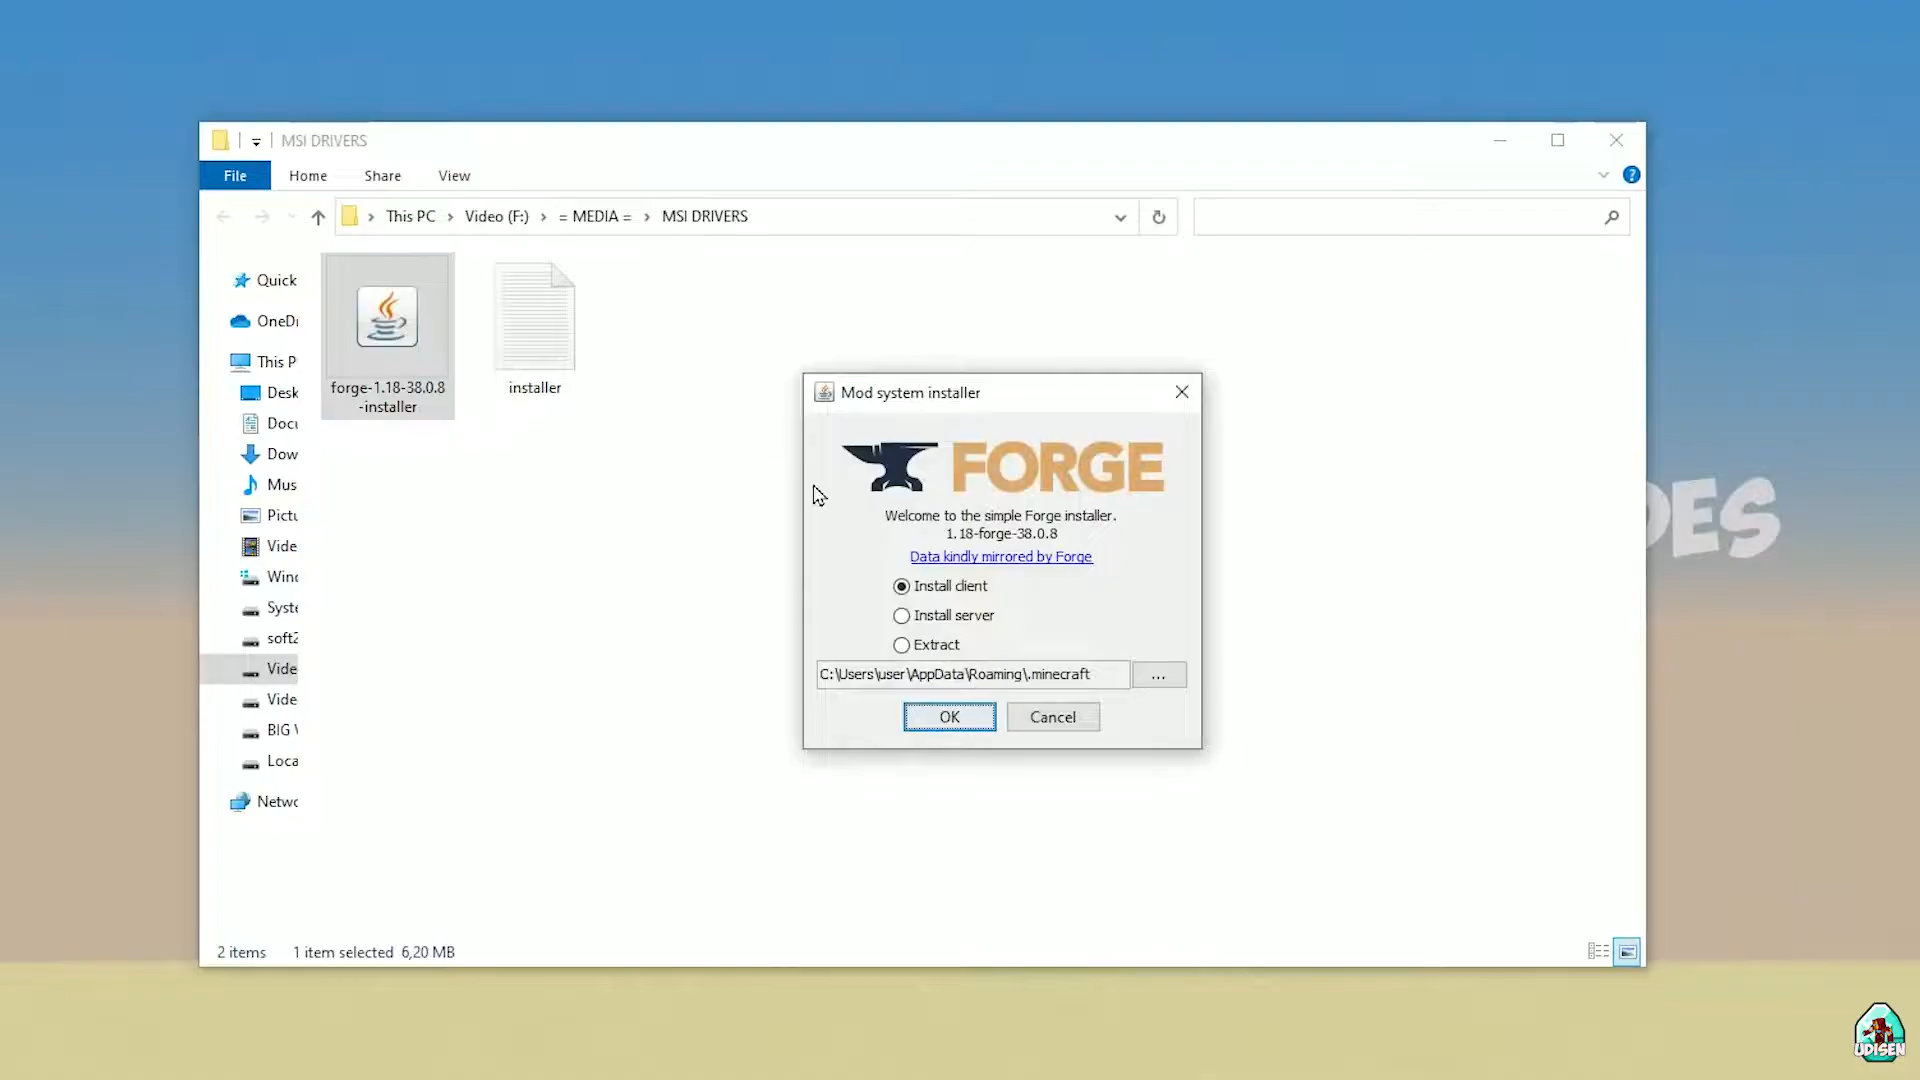 MSI DRIVERS
File Home Share View
This PC Video (F:) = MEDIA = MSI DRIVERS
Quick
OneDr
This P
Desk
Docu
Dow
Mus
Pictu
Vide
Wind
Syste
soft2
Vide
Vide
BIG
Loca
Netwo
forge-1.18-38.0.8
-installer
installer
Mod system installer
FORGE
Welcome to the simple Forge installer.
1.18-forge-38.0.8
Data kindly mirrored by Forge
Install client
Install server
Extract
C:\Users\user\AppData\Roaming\.minecraft
...
OK Cancel
DES
2 items 1 item selected 6,20 MB
UDISEN